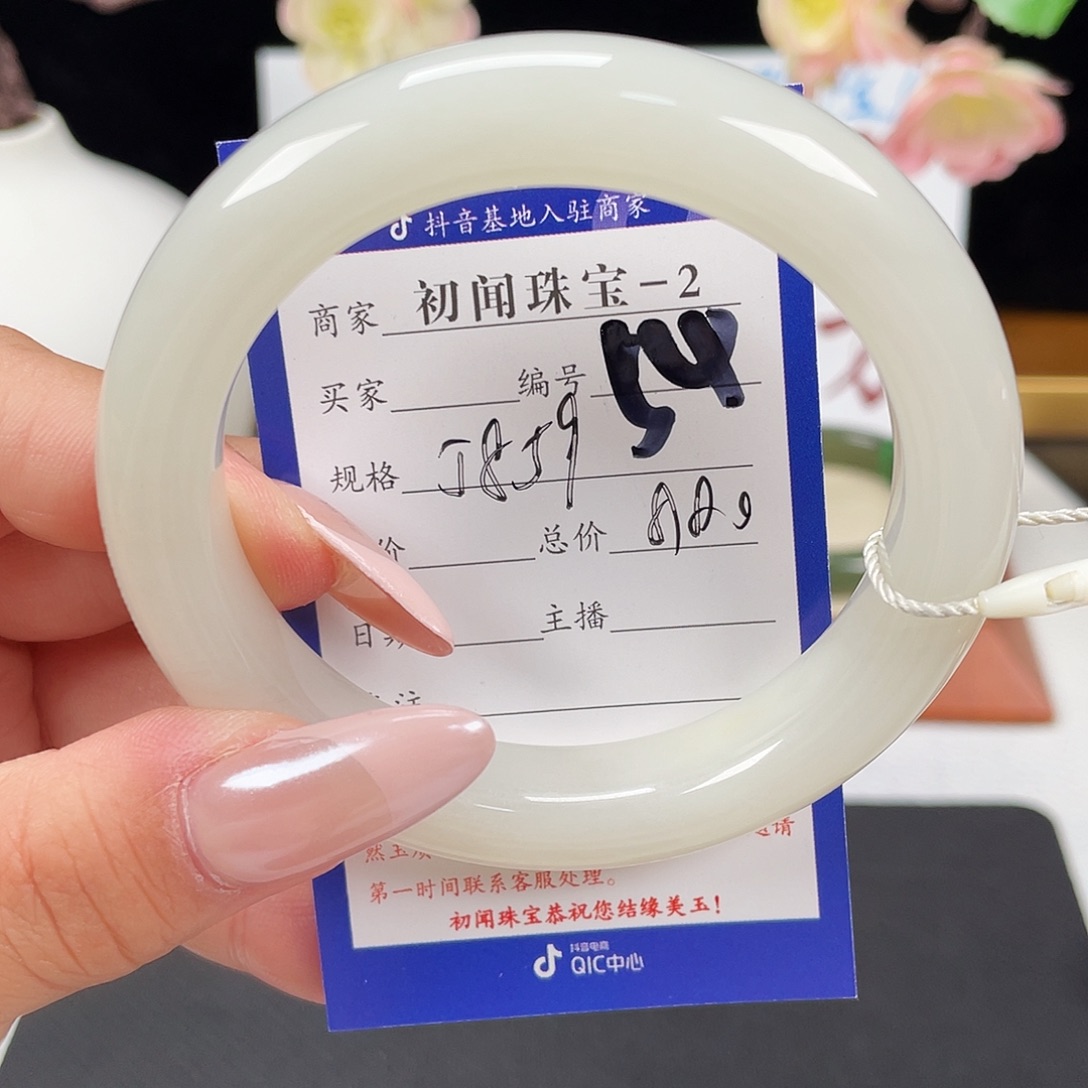 抖音基地入驻商家
商家 初闻珠宝-2
买家 编号 54
规格 J859
价 总价
日 主播
注
请
第一时间联系客服处理。
初闻珠宝恭祝您结缘美玉!
抖音电商
QIC中心